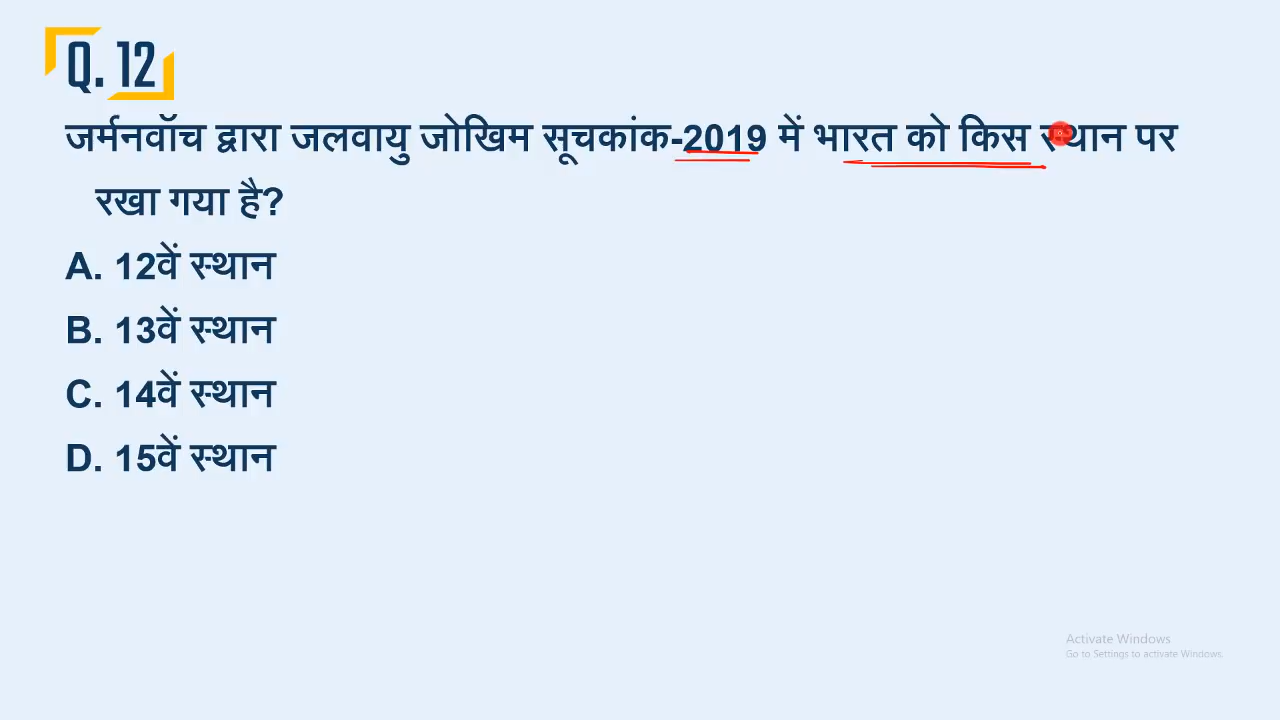 Q. 12
जर्मनवॉच द्वारा जलवायु जोखिम सूचकांक-2019 में भारत को किस स्थान पर
रखा गया है?
A. 12वें स्थान
B. 13वें स्थान
C. 14वें स्थान
D. 15वें स्थान
Activate Windows
Go to Settings to activate Windows.